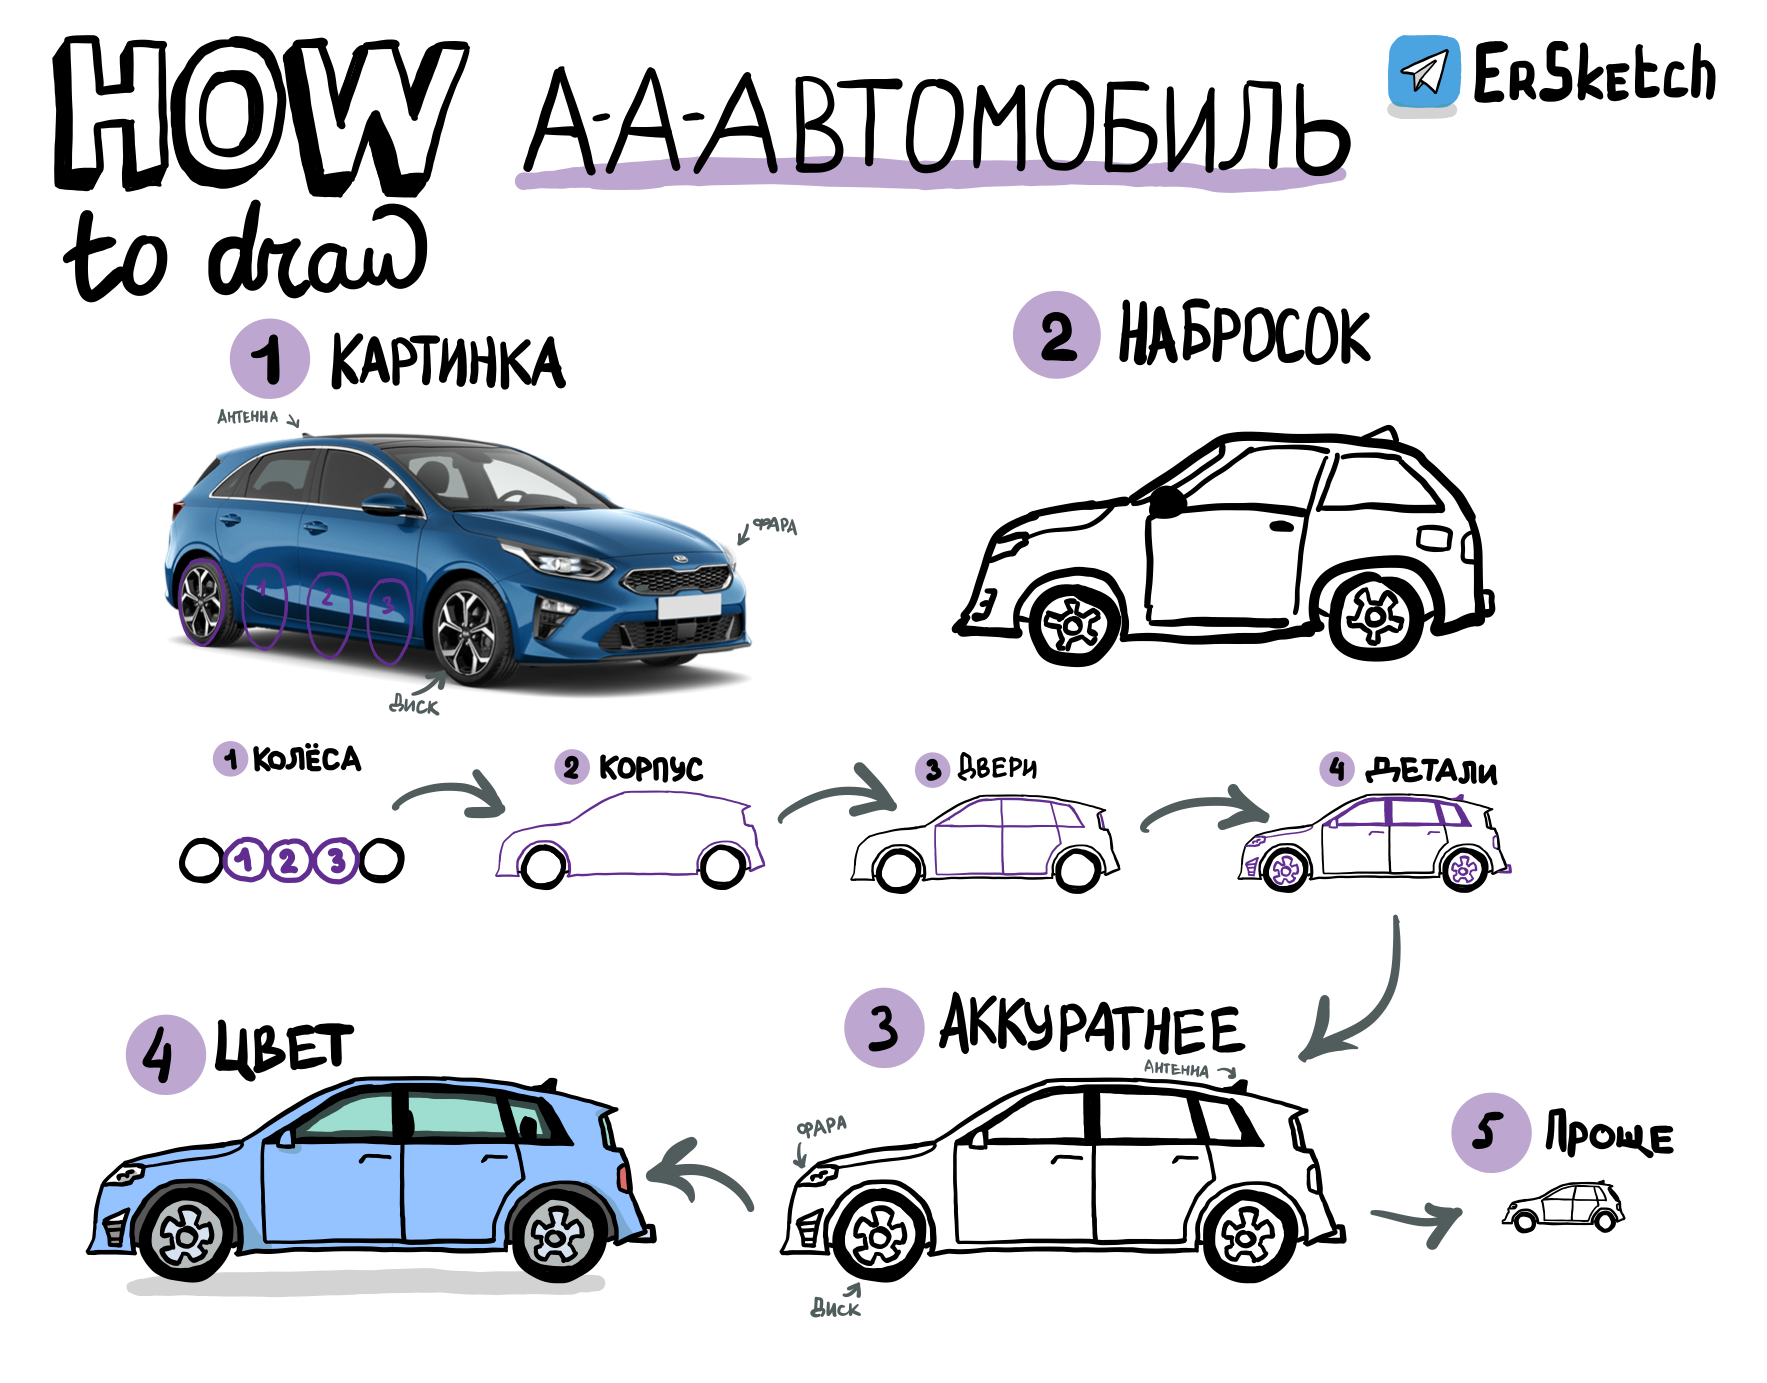 HOW
to draw
А-А-АВТОМОБИЛЬ
ErSketch
1 КАРТИНКА
АНТЕННА
ФАРА
1 2 3
ДИСК
2 НАБРОСОК
1 КОЛЁСА
1 2 3
2 КОРПУС
3 ДВЕРИ
4 ДЕТАЛИ
3 АККУРАТНЕЕ
АНТЕННА
ФАРА
ДИСК
4 ЦВЕТ
5 ПРОЩЕ